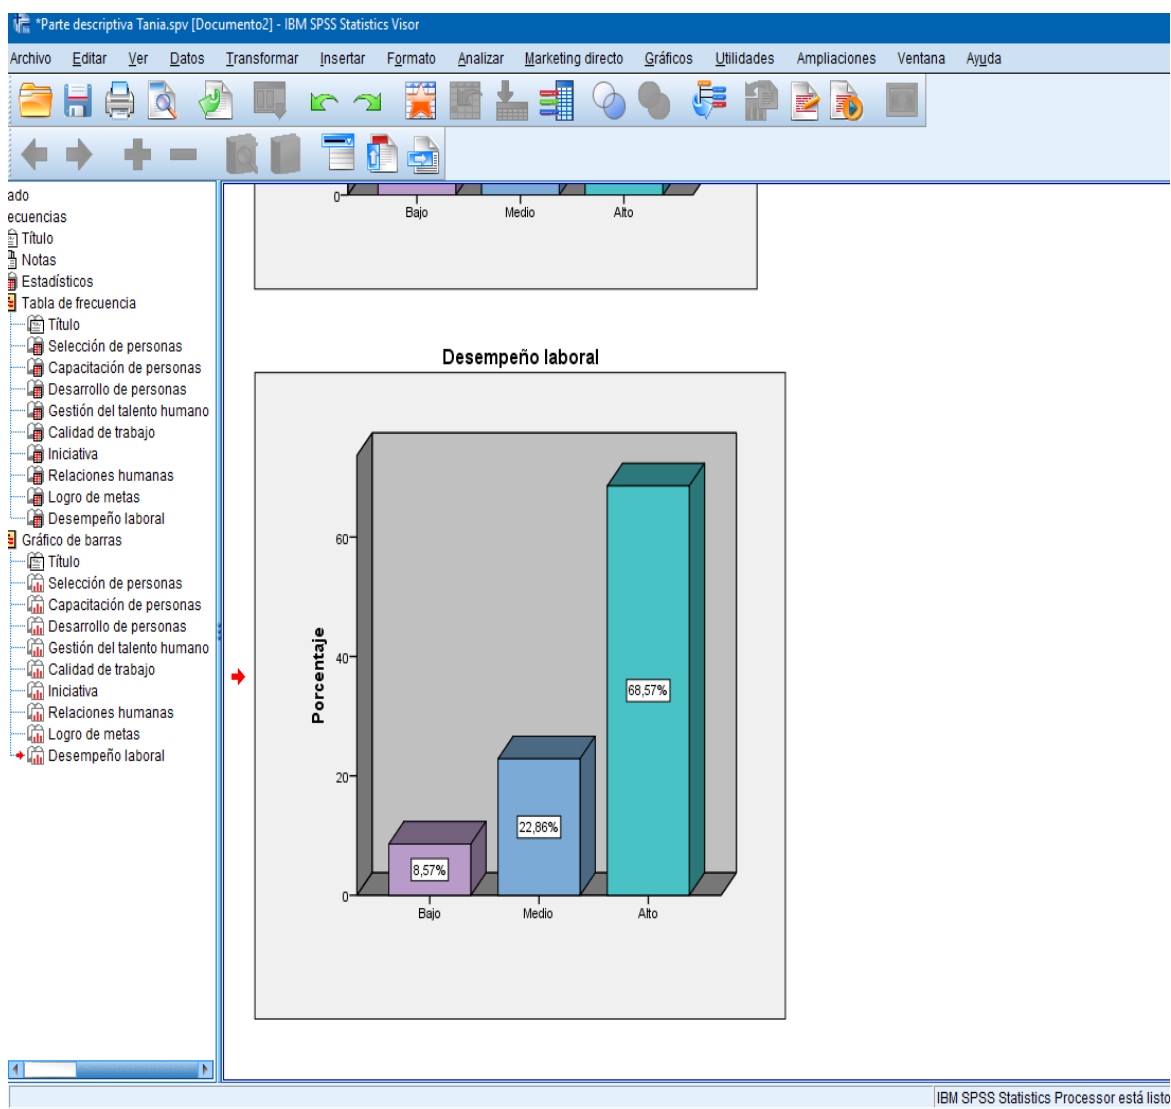 *Parte descriptiva Tania.spv [Documento2] - IBM SPSS Statistics Visor
Archivo Editar Ver Datos Transformar Insertar Formato Analizar Marketing directo Gráficos Utilidades Ampliaciones Ventana Ayuda
ado
ecuencias
Título
Notas
Estadísticos
Tabla de frecuencia
Título
Selección de personas
Capacitación de personas
Desarrollo de personas
Gestión del talento humano
Calidad de trabajo
Iniciativa
Relaciones humanas
Logro de metas
Desempeño laboral
Gráfico de barras
Título
Selección de personas
Capacitación de personas
Desarrollo de personas
Gestión del talento humano
Calidad de trabajo
Iniciativa
Relaciones humanas
Logro de metas
Desempeño laboral
0
Bajo Medio Alto
Desempeño laboral
Porcentaje
60
40
20
0
68,57%
22,86%
8,57%
Bajo Medio Alto
IBM SPSS Statistics Processor está listo